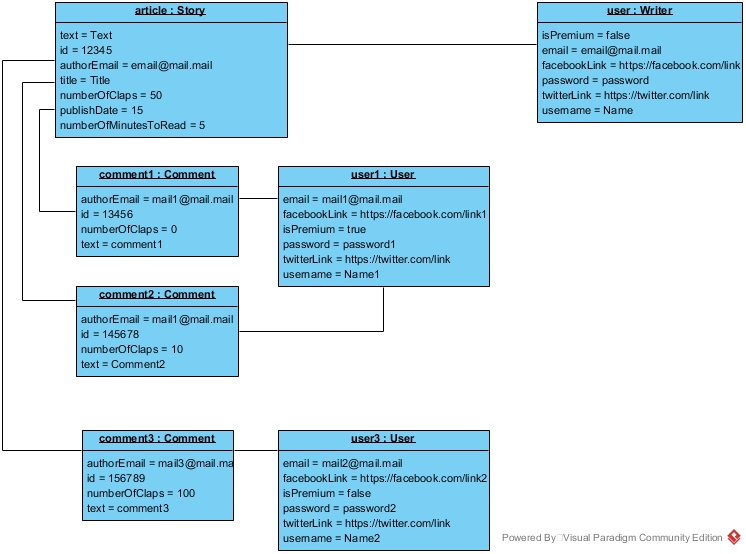 article : Story
text = Text
id = 12345
authorEmail = email@mail.mail
title = Title
numberOfClaps = 50
publishDate = 15
numberOfMinutesToRead = 5
user : Writer
isPremium = false
email = email@mail.mail
facebookLink = https://facebook.com/link
password = password
twitterLink = https://twitter.com/link
username = Name
comment1 : Comment
authorEmail = mail1@mail.mail
id = 13456
numberOfClaps = 0
text = comment1
user1 : User
email = mail1@mail.mail
facebookLink = https://facebook.com/link1
isPremium = true
password = password1
twitterLink = https://twitter.com/link
username = Name1
comment2 : Comment
authorEmail = mail1@mail.mail
id = 145678
numberOfClaps = 10
text = Comment2
comment3 : Comment
authorEmail = mail3@mail.ma
id = 156789
numberOfClaps = 100
text = comment3
user3 : User
email = mail2@mail.mail
facebookLink = https://facebook.com/link2
isPremium = false
password = password2
twitterLink = https://twitter.com/link
username = Name2
Powered By Visual Paradigm Community Edition